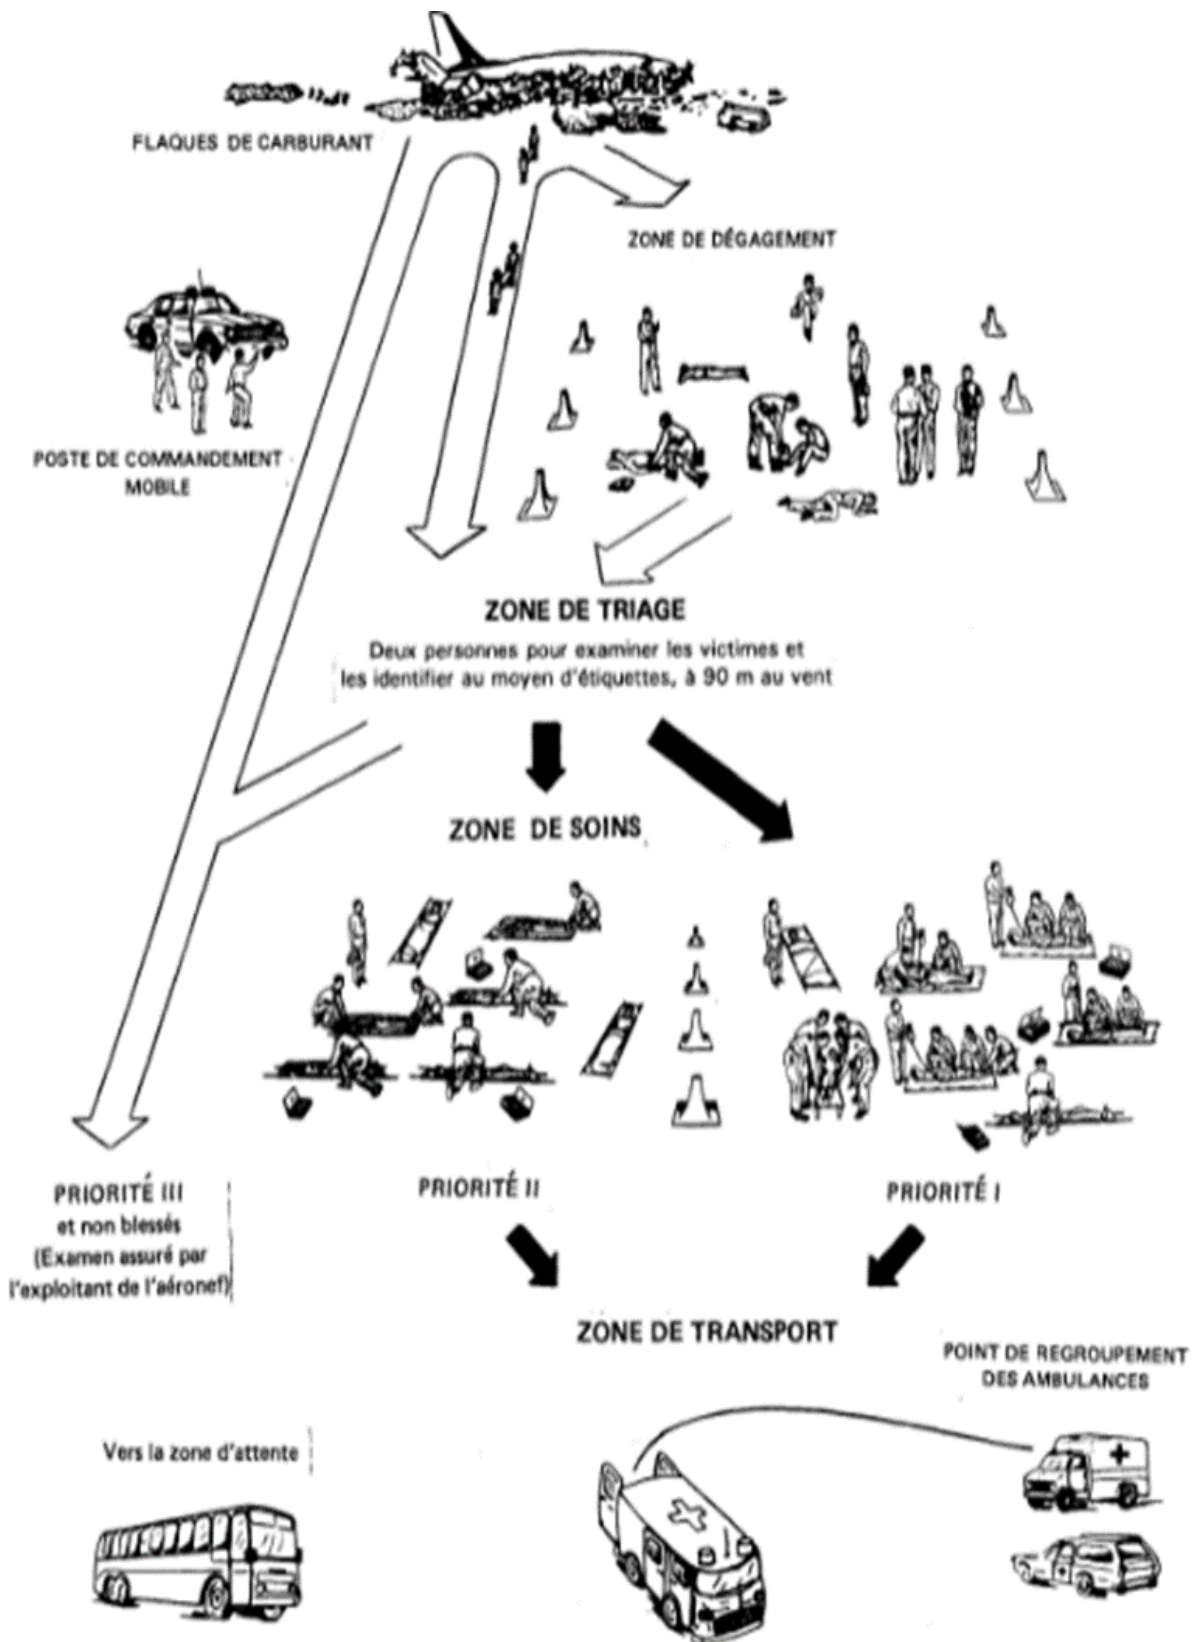 FLAQUES DE CARBURANT
ZONE DE DÉGAGEMENT
POSTE DE COMMANDEMENT
MOBILE
ZONE DE TRIAGE
Deux personnes pour examiner les victimes et
les identifier au moyen d'étiquettes, à 90 m au vent
ZONE DE SOINS
PRIORITÉ III
et non blessés
(Examen assuré par
l'exploitant de l'aéronef)
PRIORITÉ II
PRIORITÉ I
ZONE DE TRANSPORT
POINT DE REGROUPEMENT
DES AMBULANCES
Vers la zone d'attente